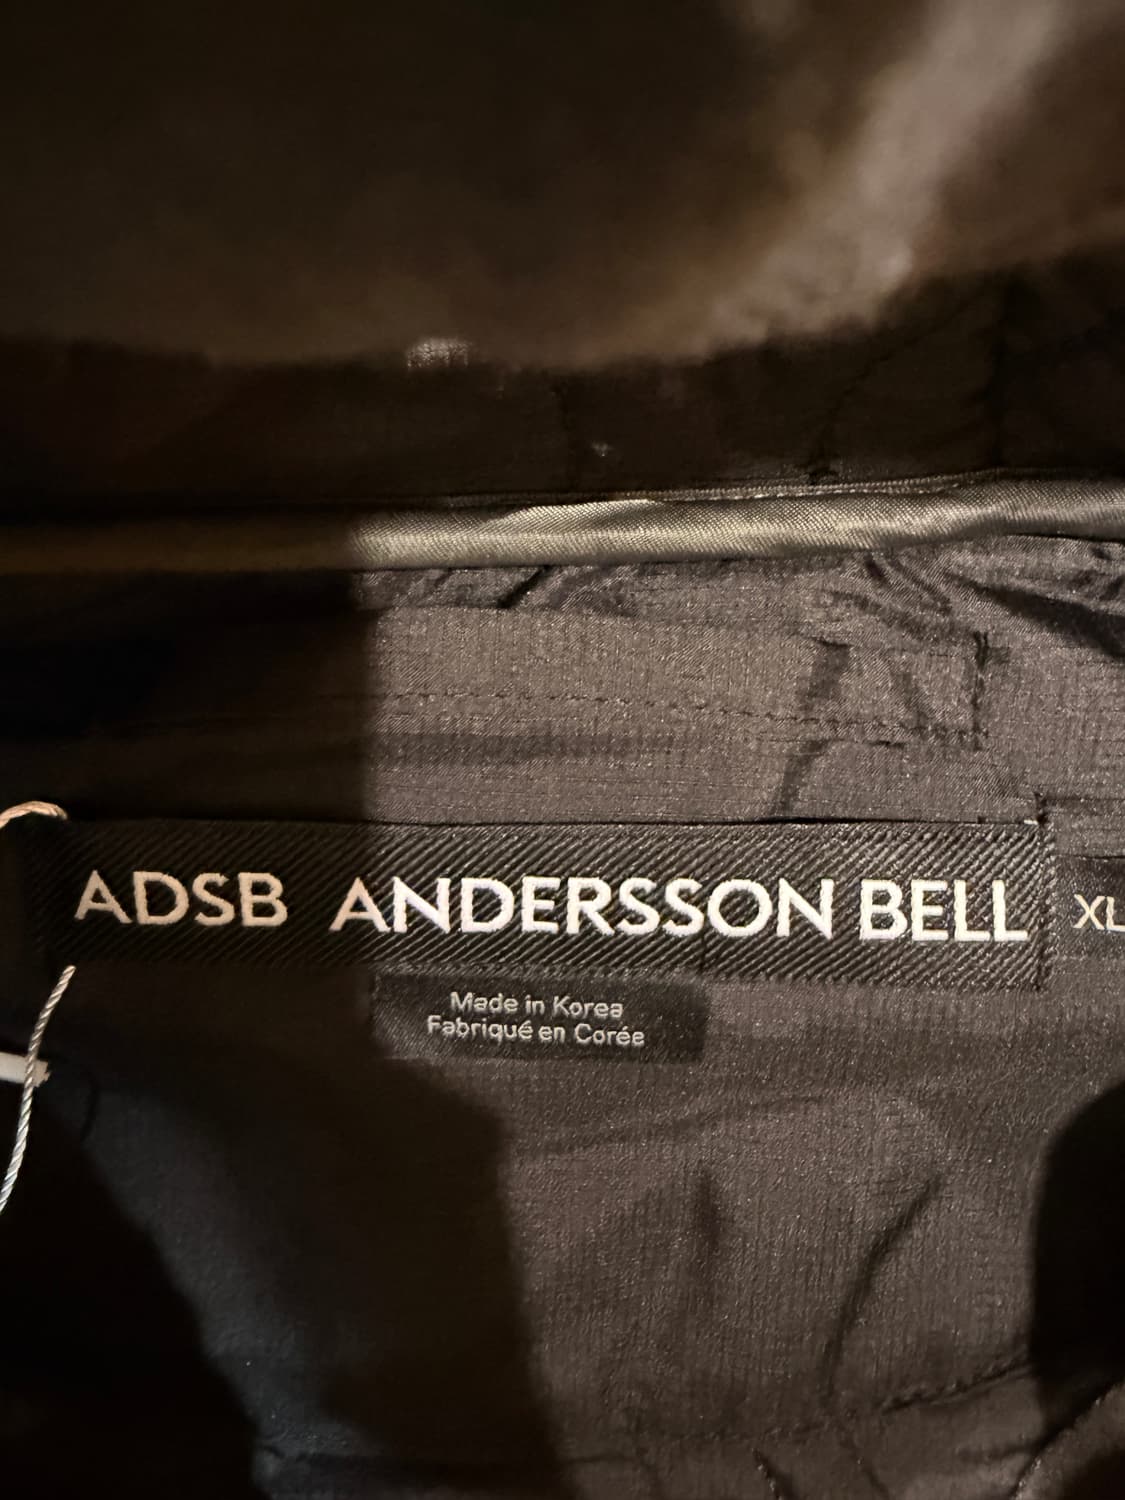 ADSB ANDERSSON BELL XL
Made in Korea
Fabriqué en Corée